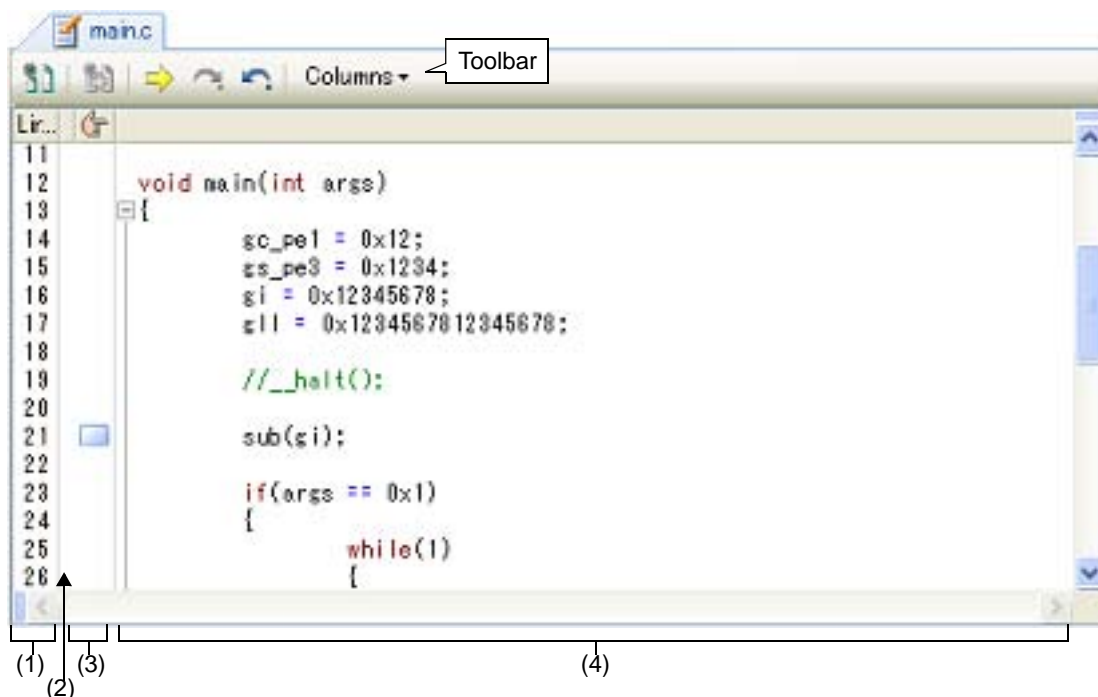 main.c
Columns
Toolbar
Lir...
11
12 void main(int args)
13 {
14 gc_pe1 = 0x12;
15 gs_pe3 = 0x1234;
16 gi = 0x12345678;
17 gll = 0x1234567812345678;
18
19 //__halt();
20
21 sub(gi);
22
23 if(args == 0x1)
24 {
25 while(1)
26 {
(1) (3) (4)
(2)